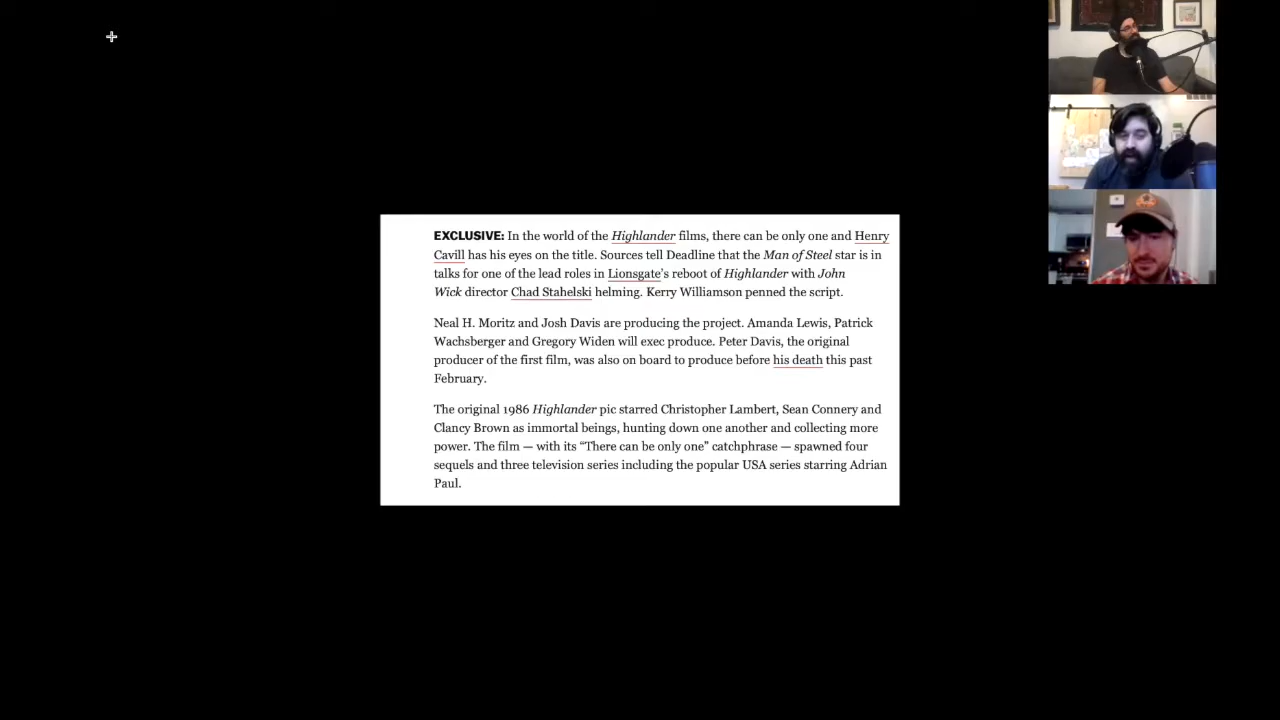 EXCLUSIVE: In the world of the Highlander films, there can be only one and Henry
Cavill has his eyes on the title. Sources tell Deadline that the Man of Steel star is in
talks for one of the lead roles in Lionsgate's reboot of Highlander with John
Wick director Chad Stahelski helming. Kerry Williamson penned the script.
Neal H. Moritz and Josh Davis are producing the project. Amanda Lewis, Patrick
Wachsberger and Gregory Widen will exec produce. Peter Davis, the original
producer of the first film, was also on board to produce before his death this past
February.
The original 1986 Highlander pic starred Christopher Lambert, Sean Connery and
Clancy Brown as immortal beings, hunting down one another and collecting more
power. The film — with its “There can be only one” catchphrase — spawned four
sequels and three television series including the popular USA series starring Adrian
Paul.